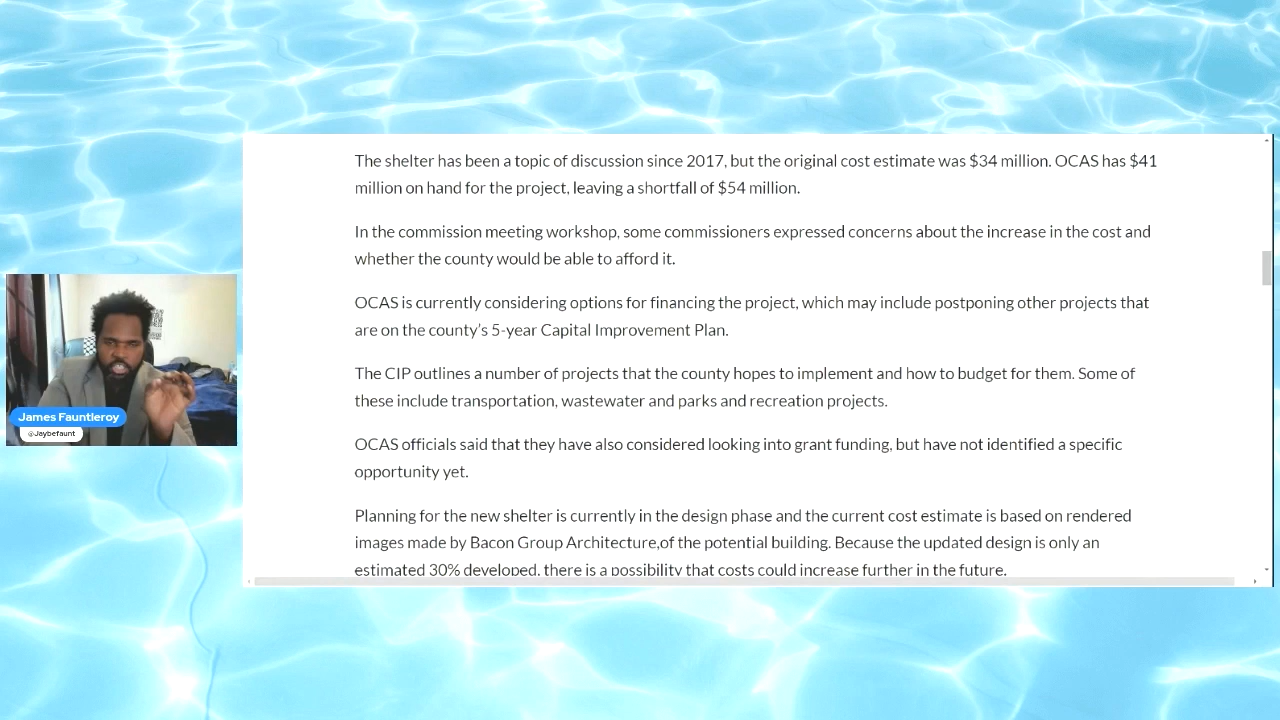 The shelter has been a topic of discussion since 2017, but the original cost estimate was $34 million. OCAS has $41
million on hand for the project, leaving a shortfall of $54 million.
In the commission meeting workshop, some commissioners expressed concerns about the increase in the cost and
whether the county would be able to afford it.
OCAS is currently considering options for financing the project, which may include postponing other projects that
are on the county’s 5-year Capital Improvement Plan.
The CIP outlines a number of projects that the county hopes to implement and how to budget for them. Some of
these include transportation, wastewater and parks and recreation projects.
OCAS officials said that they have also considered looking into grant funding, but have not identified a specific
opportunity yet.
Planning for the new shelter is currently in the design phase and the current cost estimate is based on rendered
images made by Bacon Group Architecture,of the potential building. Because the updated design is only an
estimated 30% developed, there is a possibility that costs could increase further in the future.
James Fauntleroy
@Jaybefaunt